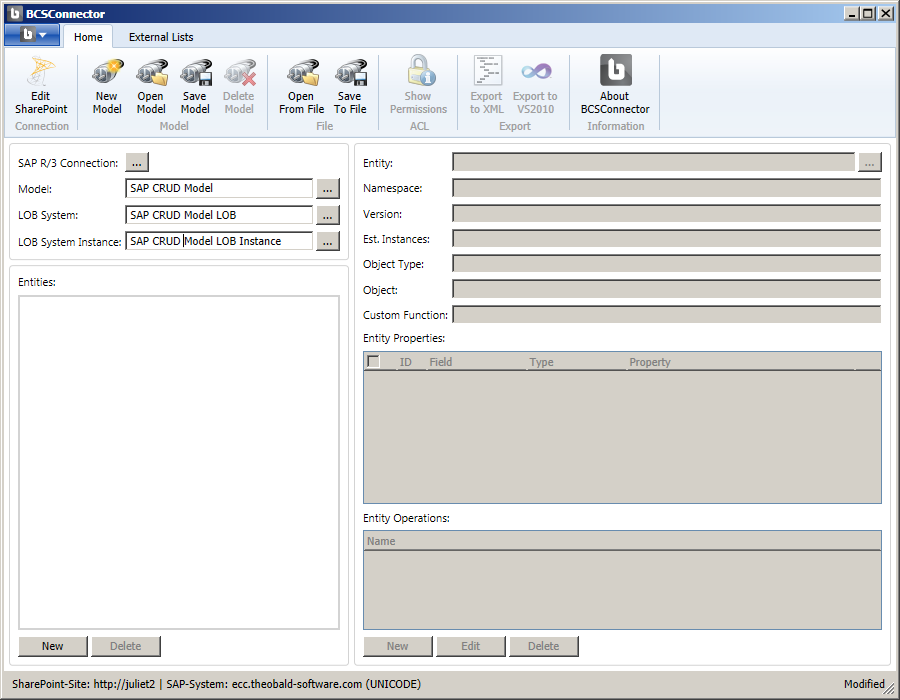 BCSConnector
Home
External Lists
Edit SharePoint
Connection
New Model
Open Model
Save Model
Delete Model
Model
Open From File
Save To File
File
Show Permissions
ACL
Export to XML
Export to VS2010
Export
About BCSConnector
Information
SAP R/3 Connection: ...
Model: SAP CRUD Model ...
LOB System: SAP CRUD Model LOB ...
LOB System Instance: SAP CRUD Model LOB Instance ...
Entities:
New Delete
Entity: ...
Namespace:
Version:
Est. Instances:
Object Type:
Object:
Custom Function:
Entity Properties:
ID Field Type Property
Entity Operations:
Name
New Edit Delete
SharePoint-Site: http://juliet2 | SAP-System: ecc.theobald-software.com (UNICODE) Modified